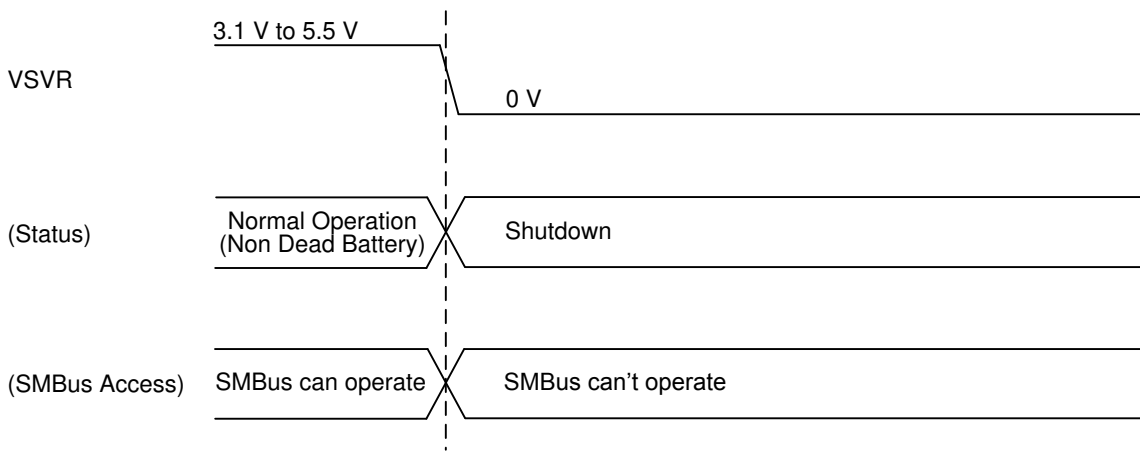 3.1 V to 5.5 V
VSVR
0 V
Normal Operation
(Non Dead Battery)
(Status)
Shutdown
(SMBus Access)
SMBus can operate
SMBus can't operate